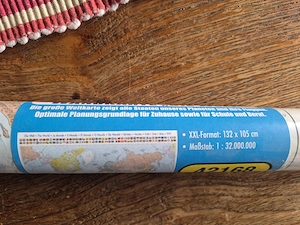 Die große Weltkarte zeigt alle Staaten unseres Planeten und ihre Flaggen.
Optimale Planungsgrundlage für Zuhause sowie für Schule und Beruf.
• XXL-Format: 132 x 105 cm
• Maßstab: 1 : 32.000.000